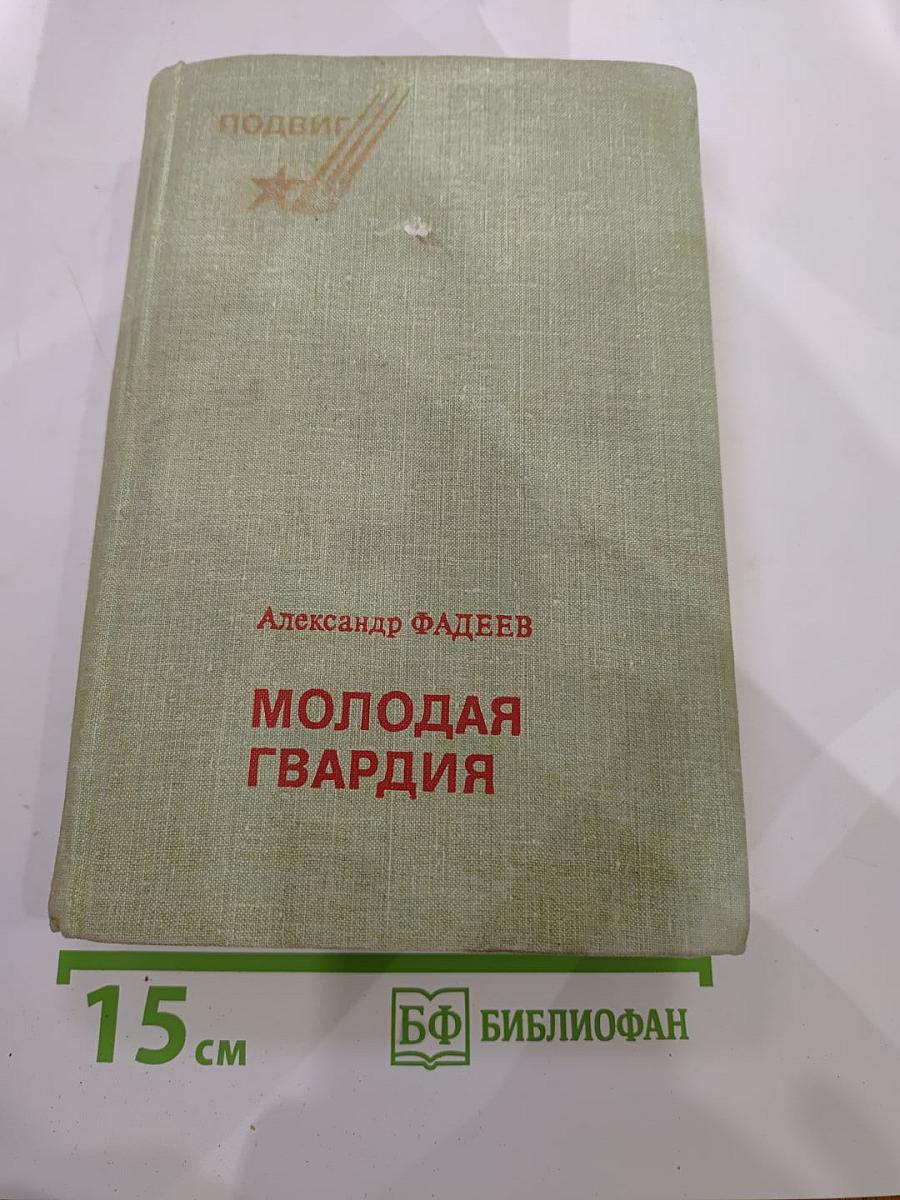 ПОДВИГ
Александр ФАДЕЕВ
МОЛОДАЯ
ГВАРДИЯ
15 см
БФ БИБЛИОФАН